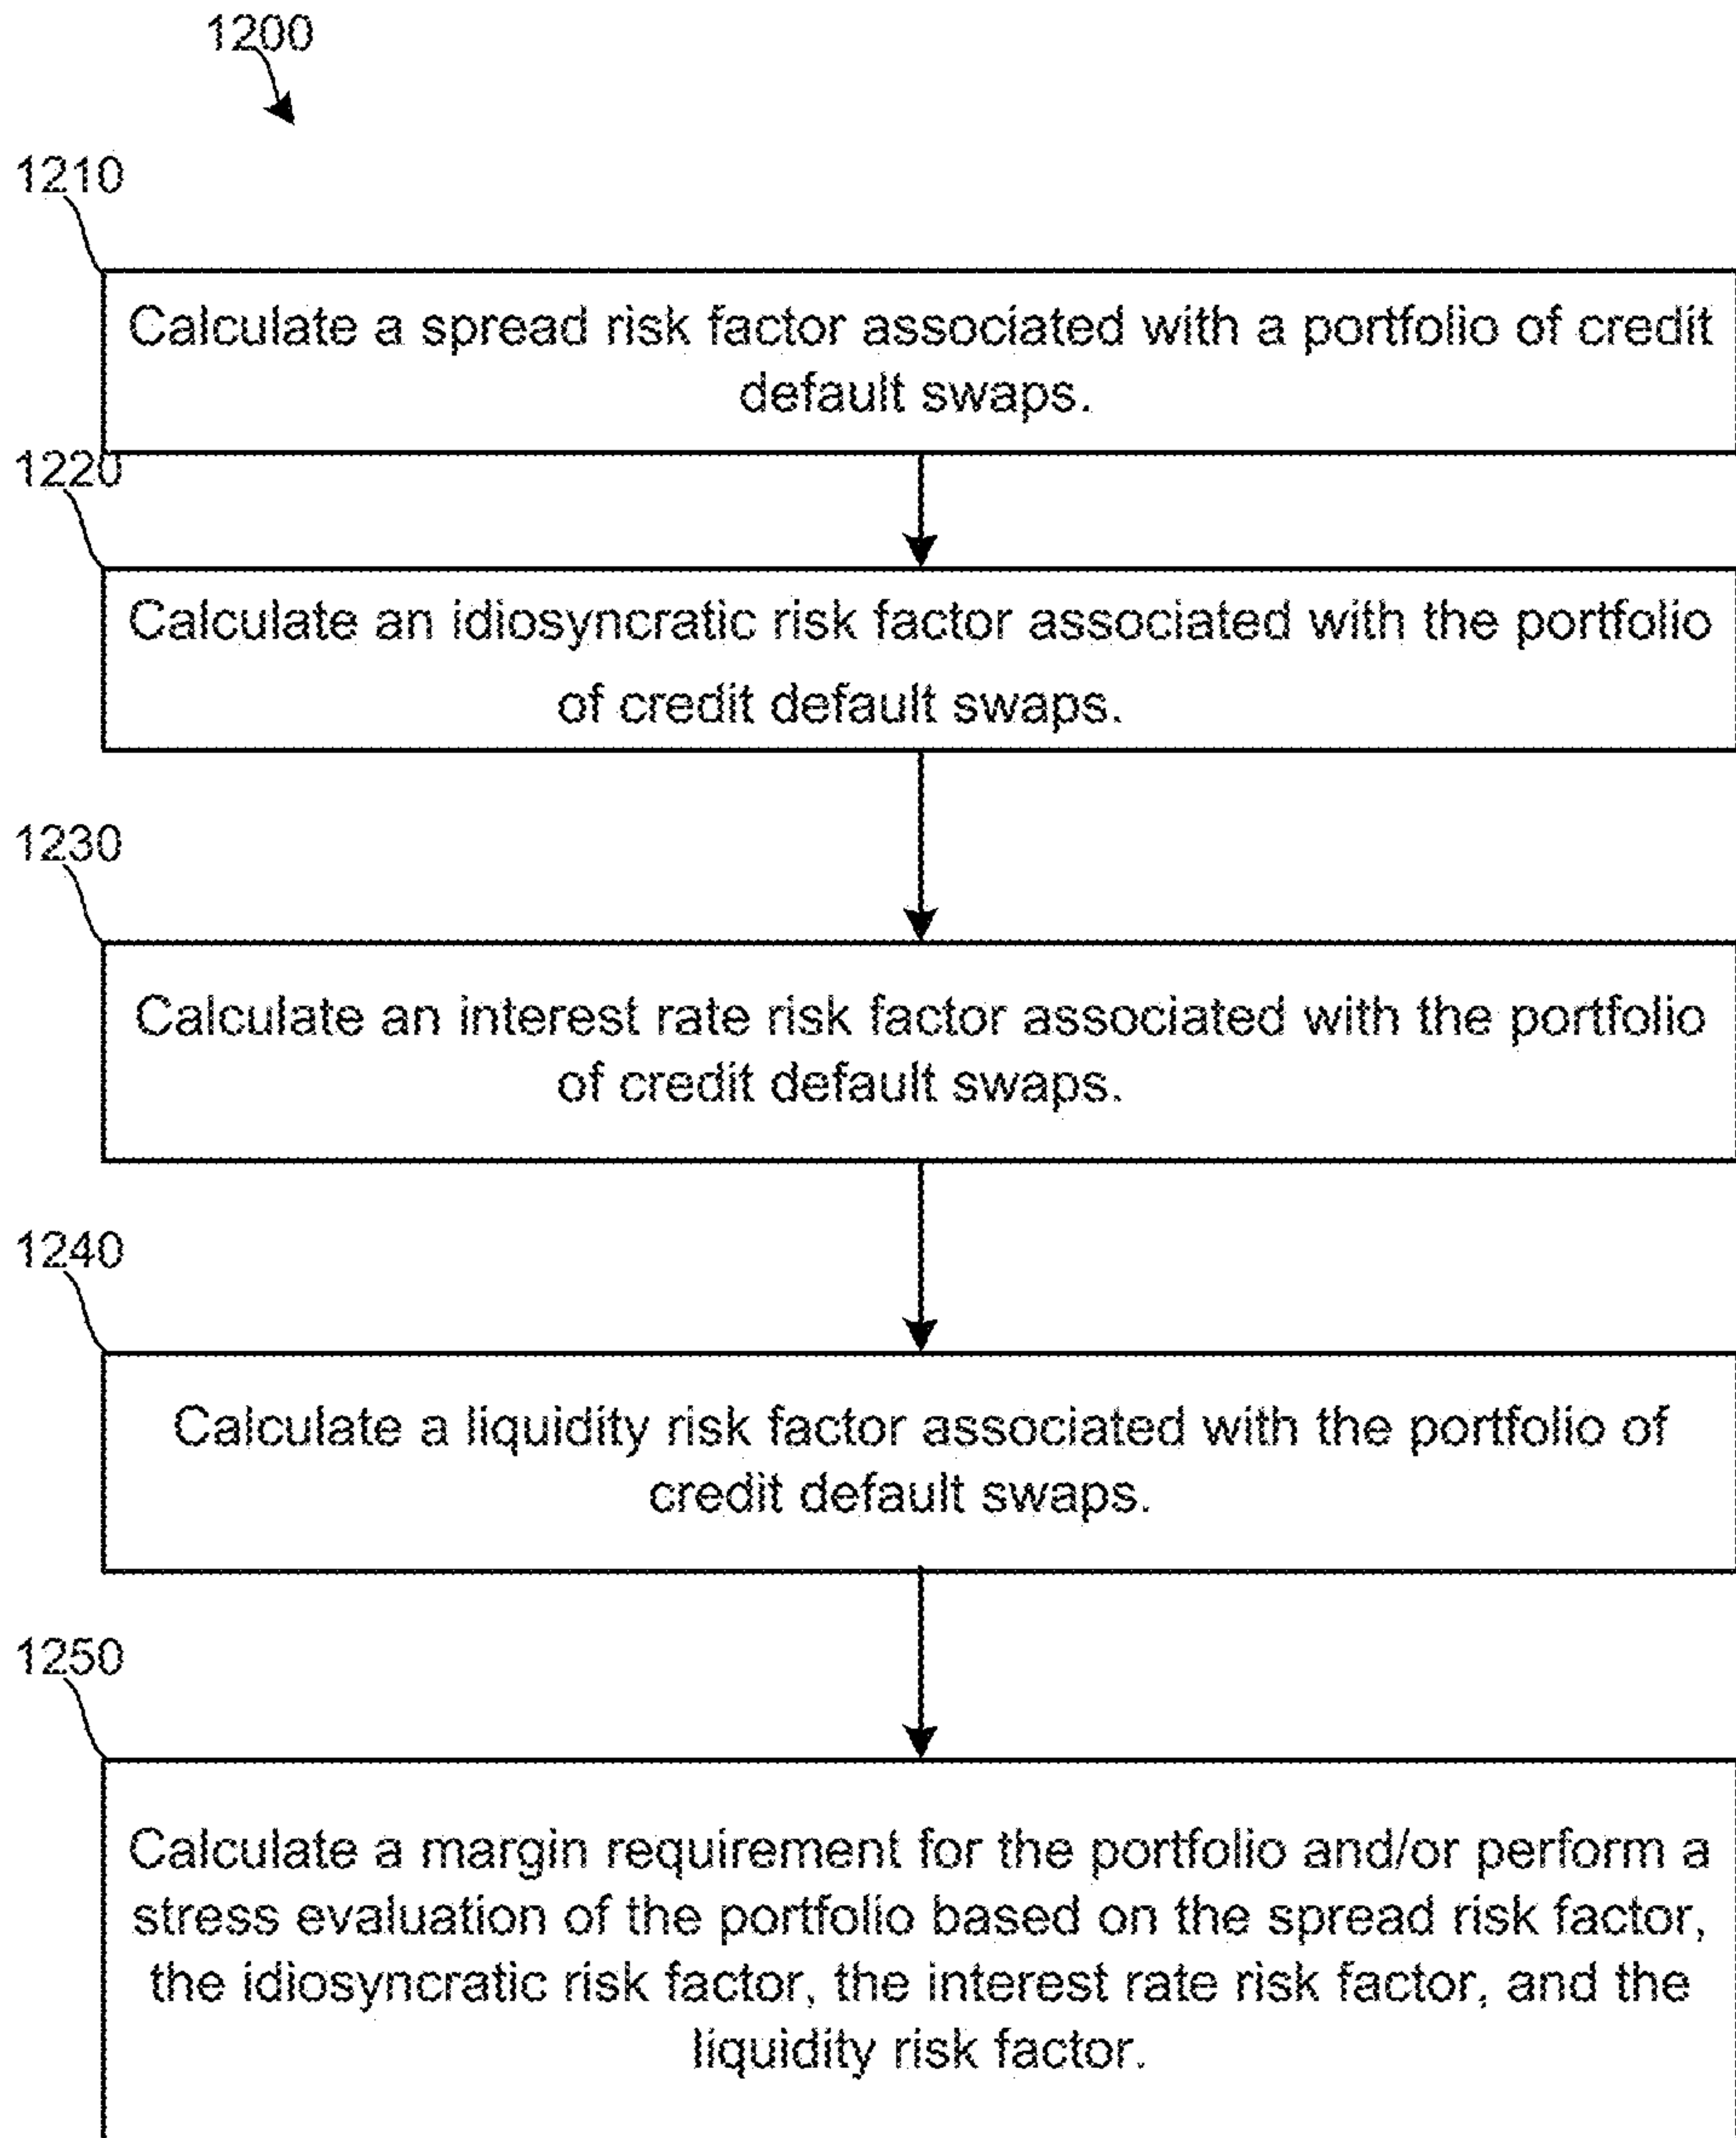 1200
1210
Calculate a spread risk factor associated with a portfolio of credit
default swaps.
1220
Calculate an idiosyncratic risk factor associated with the portfolio
of credit default swaps.
1230
Calculate an interest rate risk factor associated with the portfolio
of credit default swaps.
1240
Calculate a liquidity risk factor associated with the portfolio of
credit default swaps.
1250
Calculate a margin requirement for the portfolio and/or perform a
stress evaluation of the portfolio based on the spread risk factor,
the idiosyncratic risk factor, the interest rate risk factor, and the
liquidity risk factor.